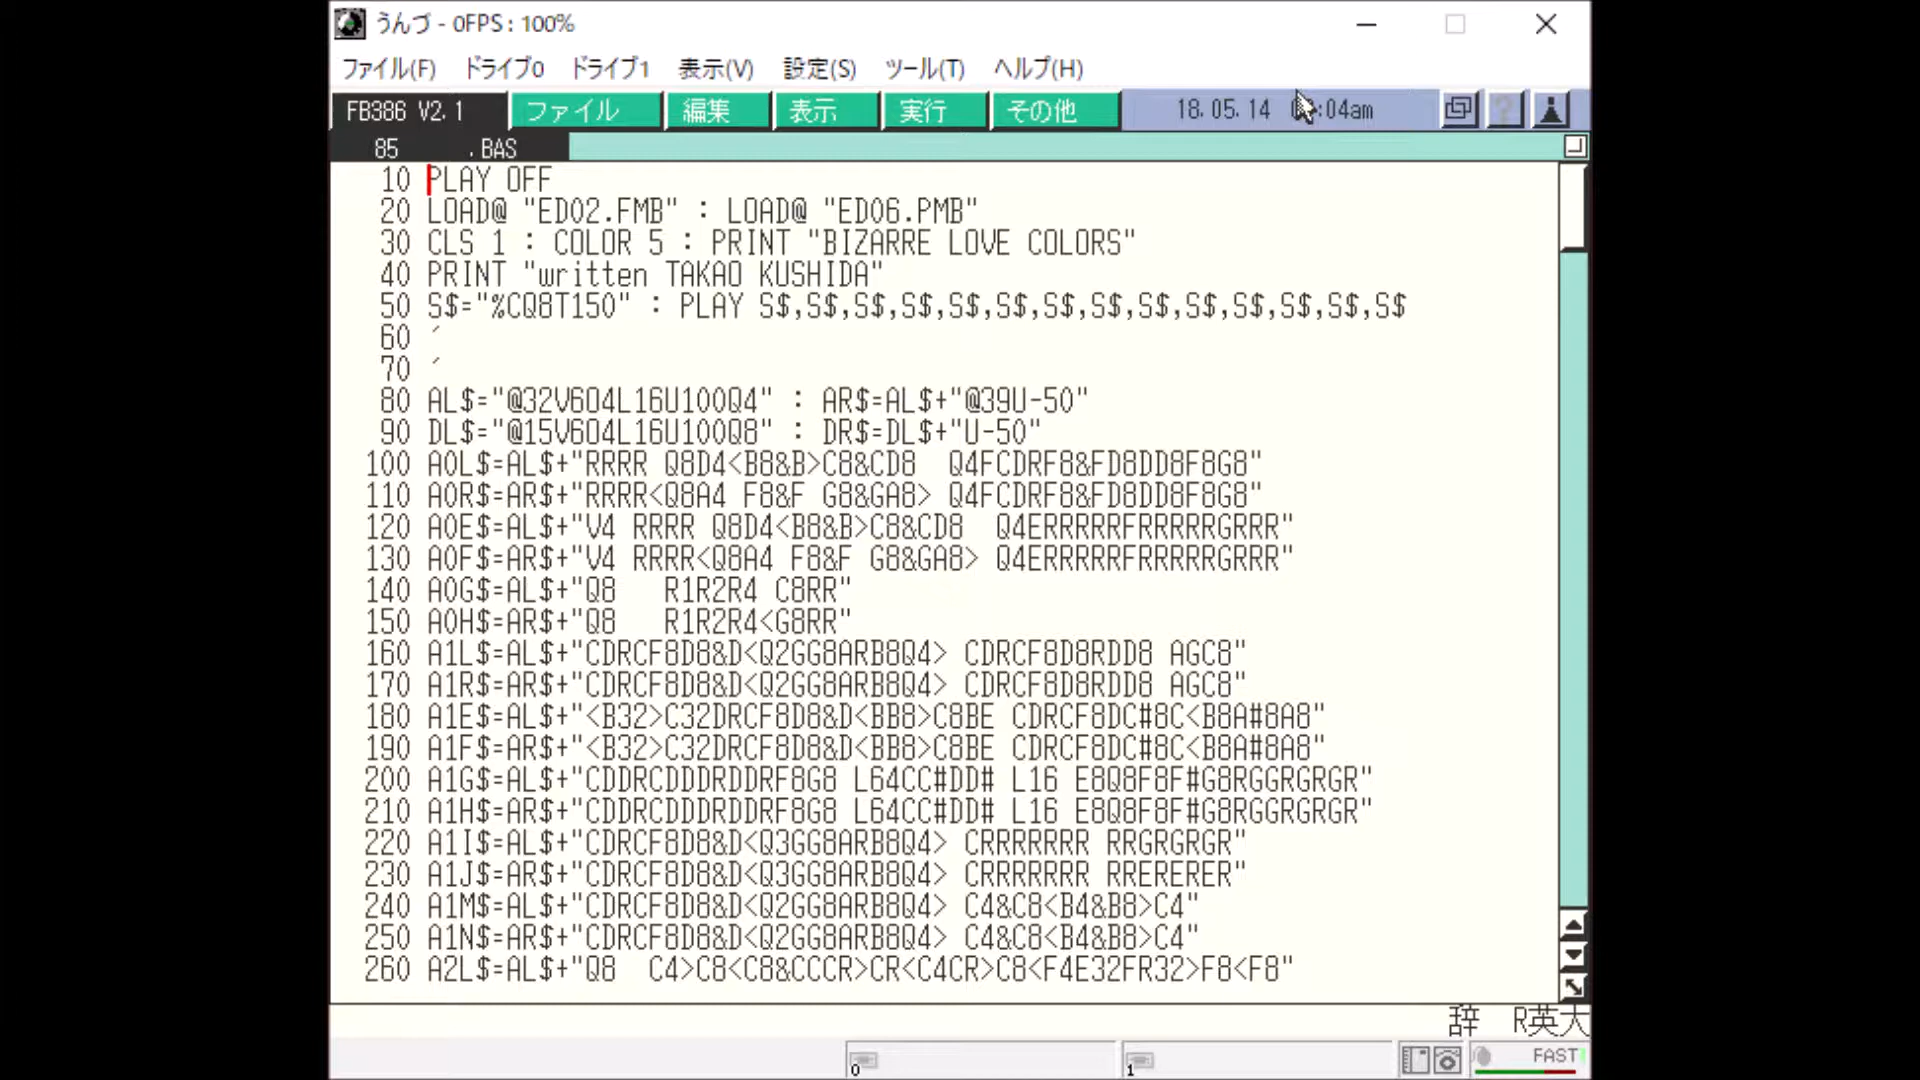 うんづ - 0FPS : 100%
ファイル(F) ドライブ0 ドライブ1 表示(V) 設定(S) ツール(T) ヘルプ(H)
FB386 V2.1 ファイル 編集 表示 実行 その他 18.05.14 :04am
85 .BAS
10 PLAY OFF
20 LOAD@ "ED02.FMB" : LOAD@ "ED06.PMB"
30 CLS 1 : COLOR 5 : PRINT "BIZARRE LOVE COLORS"
40 PRINT "written TAKAO KUSHIDA"
50 S$="%CQ8T150" : PLAY S$,S$,S$,S$,S$,S$,S$,S$,S$,S$,S$,S$,S$,S$
60 ′
70 ′
80 AL$="@32V6O4L16U100Q4" : AR$=AL$+"@39U-50"
90 DL$="@15V6O4L16U100Q8" : DR$=DL$+"U-50"
100 A0L$=AL$+"RRRR Q8D4<B8&B>C8&CD8  Q4FCDRF8&FD8DD8F8G8"
110 A0R$=AR$+"RRRR<Q8A4 F8&F G8&GA8> Q4FCDRF8&FD8DD8F8G8"
120 A0E$=AL$+"V4 RRRR Q8D4<B8&B>C8&CD8  Q4ERRRRRFRRRRRGRRR"
130 A0F$=AR$+"V4 RRRR<Q8A4 F8&F G8&GA8> Q4ERRRRRFRRRRRGRRR"
140 A0G$=AL$+"Q8   R1R2R4 C8RR"
150 A0H$=AR$+"Q8   R1R2R4<G8RR"
160 A1L$=AL$+"CDRCF8D8&D<Q2GG8ARB8Q4> CDRCF8D8RDD8 AGC8"
170 A1R$=AR$+"CDRCF8D8&D<Q2GG8ARB8Q4> CDRCF8D8RDD8 AGC8"
180 A1E$=AL$+"<B32>C32DRCF8D8&D<BB8>C8BE CDRCF8DC#8C<B8A#8A8"
190 A1F$=AR$+"<B32>C32DRCF8D8&D<BB8>C8BE CDRCF8DC#8C<B8A#8A8"
200 A1G$=AL$+"CDDRCDDDRDDRF8G8 L64CC#DD# L16 E8Q8F8F#G8RGGRGRGR"
210 A1H$=AR$+"CDDRCDDDRDDRF8G8 L64CC#DD# L16 E8Q8F8F#G8RGGRGRGR"
220 A1I$=AL$+"CDRCF8D8&D<Q3GG8ARB8Q4> CRRRRRRR RRGRGRGR"
230 A1J$=AR$+"CDRCF8D8&D<Q3GG8ARB8Q4> CRRRRRRR RRERERER"
240 A1M$=AL$+"CDRCF8D8&D<Q2GG8ARB8Q4> C4&C8<B4&B8>C4"
250 A1N$=AR$+"CDRCF8D8&D<Q2GG8ARB8Q4> C4&C8<B4&B8>C4"
260 A2L$=AL$+"Q8  C4>C8<C8&CCCR>CR<C4CR>C8<F4E32FR32>F8<F8"
辞 R英大
0 1 FAST